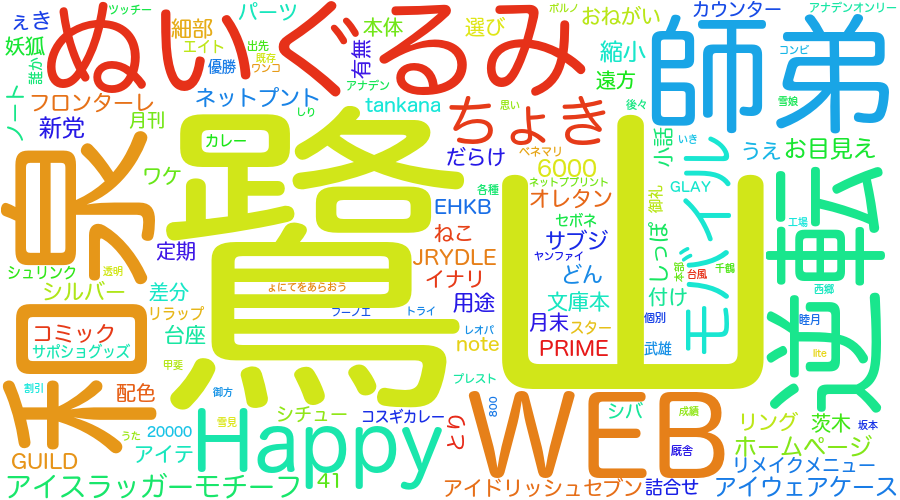 ぬいぐるみ
師弟
鷺
山
和泉
逆転
WEB
Happy
ちょき
モバイル
えき
ツッチー
パーツ
細部
本体
選び
おねがい
カウンター
アナデンオンリー
ボルノ
妖狐
エイト
出先
既存
優勝
ワンコ
有無
縮小
コンビ
誰か
アナデン
遠方
ノート
フロンターレ
ネットプント
tankana
思い
後々
雪娘
新党
月刊
しり
カレー
小話
いき
うえ
お目見え
だらけ
ベネマリ
6000
ワケ
各種
ネットププリント
GLAY
御礼
EHKB
オレタン
セボネ
定期
ねこ
サブジ
しっぽ
工場
JRYDLE
ヤンファイ
本部
千鶴
シュリンク
透明
イナリ
どん
台風
西郷
シルバー
差分
ょにてをあらおう
用途
文庫本
付け
リラップ
フーノエ
トライ
月末
スター
個別
睦月
コミック
台座
レオパ
note
サポショグッズ
PRIME
武雄
lite
甲要
割引
配色
御方
プレスト
シチュー
コスギカレー
とり
800
シバ
成績
リング
茨木
坂本
雪見
うた
20000
アイテ
厩舎
ホームページ
GUILD
41
リメイクメニュー
アイスラッガーモチーフ
アイドリッシュセブン
詰合せ
アイウェアケース